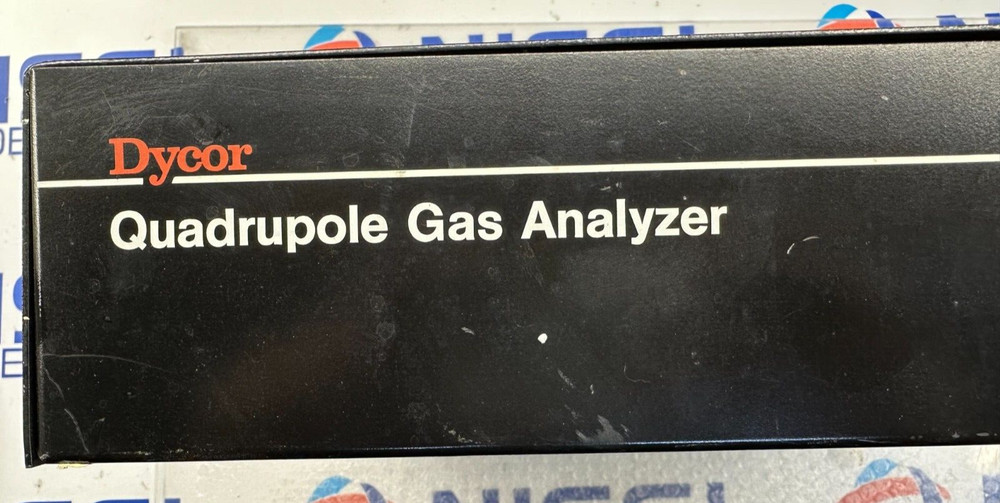 Dycor
Quadrupole Gas Analyzer